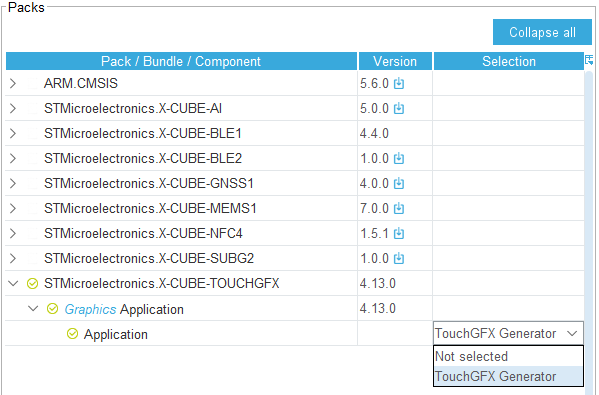 Packs
Collapse all
Pack / Bundle / Component Version Selection
ARM.CMSIS 5.6.0
STMicroelectronics.X-CUBE-AI 5.0.0
STMicroelectronics.X-CUBE-BLE1 4.4.0
STMicroelectronics.X-CUBE-BLE2 1.0.0
STMicroelectronics.X-CUBE-GNSS1 4.0.0
STMicroelectronics.X-CUBE-MEMS1 7.0.0
STMicroelectronics.X-CUBE-NFC4 1.5.1
STMicroelectronics.X-CUBE-SUBG2 1.0.0
STMicroelectronics.X-CUBE-TOUCHGFX 4.13.0
Graphics Application 4.13.0
Application TouchGFX Generator
Not selected
TouchGFX Generator